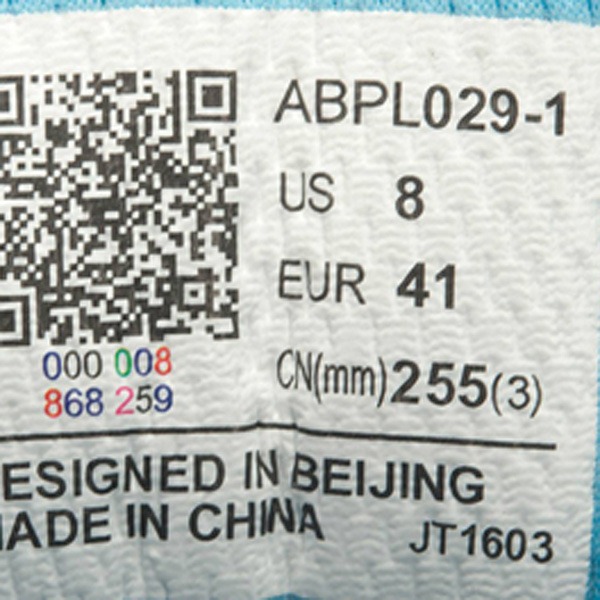 ABPL029-1
US 8
EUR 41
CN(mm)255(3)
000 008
868 259
ESIGNED IN BEIJING
ADE IN CHINA
JT1603